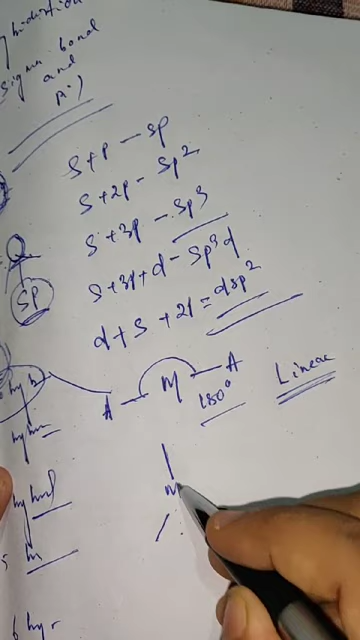 sigma bond
and
pi)
s+p - sp
s+2p - sp2
s+3p - sp3
s+3p+d - sp3d
d+s+2p = dsp2
sp
A - M - A
180°
Linear
M